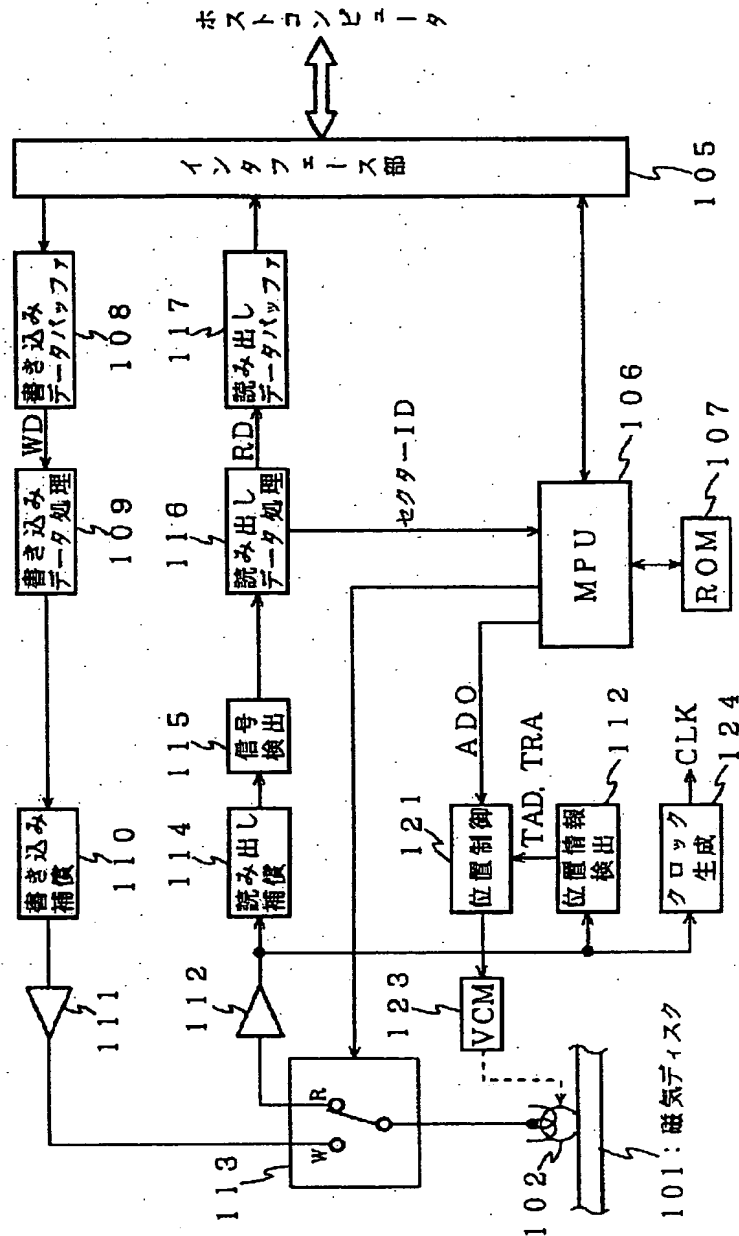 ホストコンピュータ
インタフェース部
105
書き込み
データバッファ
108
WD
書き込み
データ処理
109
書き込み
補償
110
111
読み出し
データバッファ
117
RD
読み出し
データ処理
116
信号
検出
115
読み出し
補償
114
112
セクターID
MPU
106
ROM
107
ADO
位置制御
121
TAD, TRA
位置情報
検出
112
クロック
生成
124
CLK
VCM
123
W
R
113
102
101:磁気ディスク